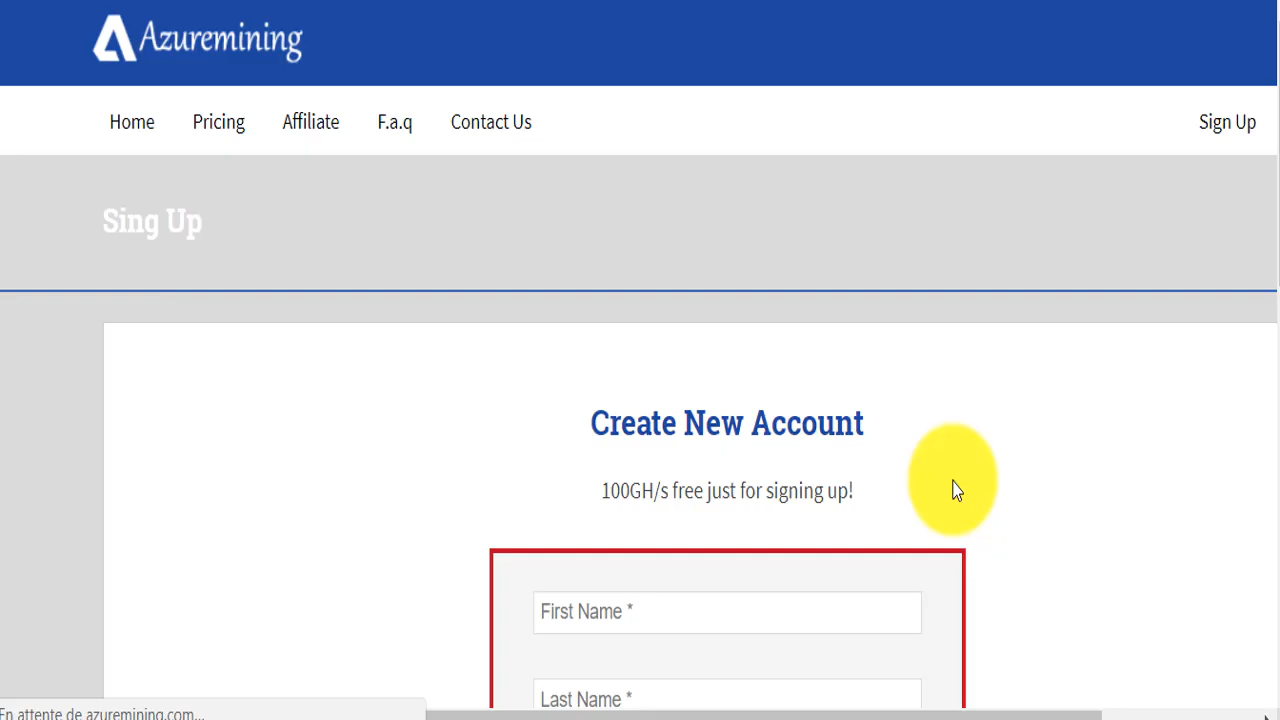 Azuremining
Home Pricing Affiliate F.a.q Contact Us Sign Up
Sing Up
Create New Account
100GH/s free just for signing up!
First Name *
Last Name *
En attente de azuremining.com...